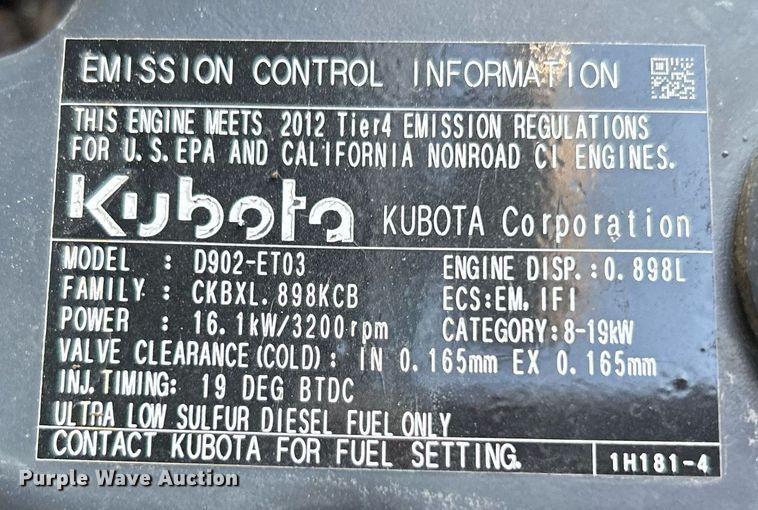 EMISSION CONTROL INFORMATION
THIS ENGINE MEETS 2012 Tier4 EMISSION REGULATIONS
FOR U.S. EPA AND CALIFORNIA NONROAD CI ENGINES.
Kubota KUBOTA Corporation
MODEL : D902-ET03 ENGINE DISP.:0.898L
FAMILY : CKBXL.898KCB ECS:EM, IFI
POWER : 16.1kW/3200rpm CATEGORY:8-19kW
VALVE CLEARANCE(COLD): IN 0.165mm EX 0.165mm
INJ.TIMING: 19 DEG BTDC
ULTRA LOW SULFUR DIESEL FUEL ONLY
CONTACT KUBOTA FOR FUEL SETTING. 1H181-4
Purple Wave Auction